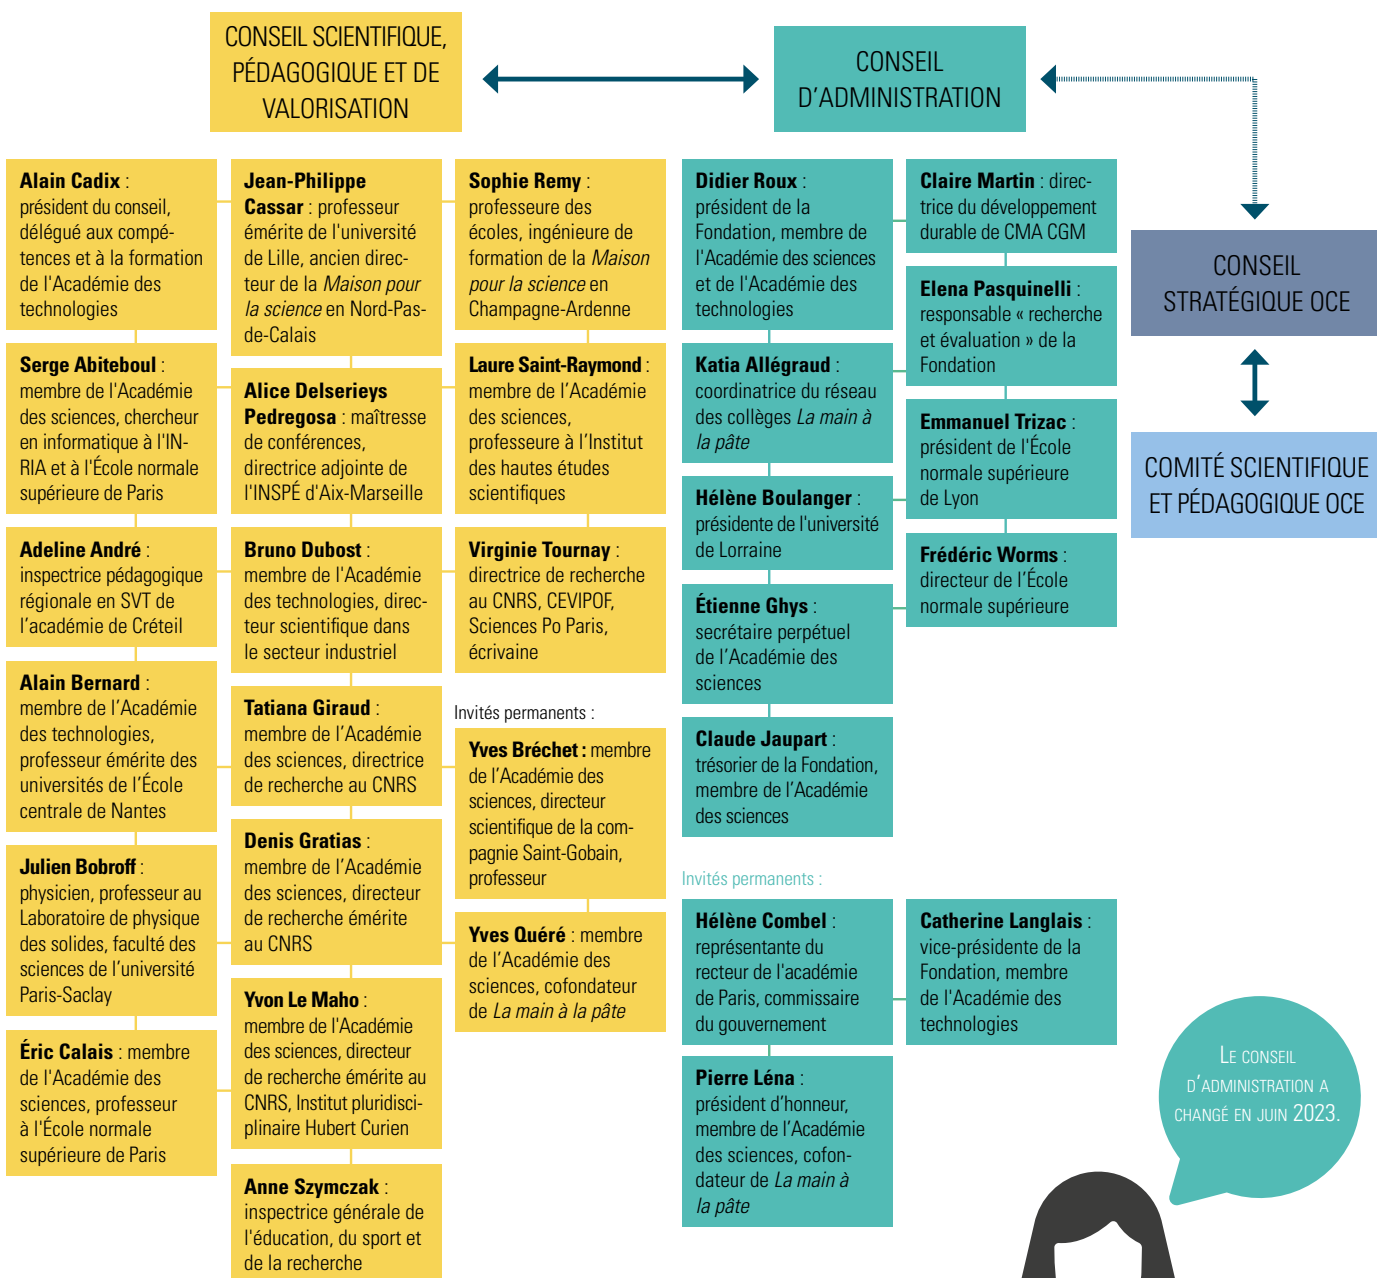 CONSEIL SCIENTIFIQUE,
PÉDAGOGIQUE ET DE
VALORISATION
CONSEIL
D'ADMINISTRATION
CONSEIL
STRATÉGIQUE OCE
COMITÉ SCIENTIFIQUE
ET PÉDAGOGIQUE OCE
Alain Cadix :
président du conseil,
délégué aux compé-
tences et à la formation
de l'Académie des
technologies
Serge Abiteboul :
membre de l'Académie
des sciences, chercheur
en informatique à l'IN-
RIA et à l'École normale
supérieure de Paris
Adeline André :
inspectrice pédagogique
régionale en SVT de
l'académie de Créteil
Alain Bernard :
membre de l'Académie
des technologies,
professeur émérite des
universités de l'École
centrale de Nantes
Julien Bobroff :
physicien, professeur au
Laboratoire de physique
des solides, faculté des
sciences de l'université
Paris-Saclay
Éric Calais : membre
de l'Académie des
sciences, professeur
à l'École normale
supérieure de Paris
Jean-Philippe
Cassar : professeur
émérite de l'université
de Lille, ancien direc-
teur de la Maison pour
la science en Nord-Pas-
de-Calais
Alice Delserieys
Pedregosa : maîtresse
de conférences,
directrice adjointe de
l'INSPÉ d'Aix-Marseille
Bruno Dubost :
membre de l'Académie
des technologies, direc-
teur scientifique dans
le secteur industriel
Tatiana Giraud :
membre de l'Académie
des sciences, directrice
de recherche au CNRS
Denis Gratias :
membre de l'Académie
des sciences, directeur
de recherche émérite
au CNRS
Yvon Le Maho :
membre de l'Académie
des sciences, directeur
de recherche émérite au
CNRS, Institut pluridisci-
plinaire Hubert Curien
Anne Szymczak :
inspectrice générale de
l'éducation, du sport et
de la recherche
Sophie Remy :
professeure des
écoles, ingénieure de
formation de la Maison
pour la science en
Champagne-Ardenne
Laure Saint-Raymond :
membre de l'Académie
des sciences,
professeure à l'Institut
des hautes études
scientifiques
Virginie Tournay :
directrice de recherche
au CNRS, CEVIPOF,
Sciences Po Paris,
écrivaine
Invités permanents :
Yves Bréchet : membre
de l'Académie des
sciences, directeur
scientifique de la com-
pagnie Saint-Gobain,
professeur
Yves Quéré : membre
de l'Académie des
sciences, cofondateur
de La main à la pâte
Didier Roux :
président de la
Fondation, membre de
l'Académie des sciences
et de l'Académie des
technologies
Katia Allégraud :
coordinatrice du réseau
des collèges La main à
la pâte
Hélène Boulanger :
présidente de l'université
de Lorraine
Étienne Ghys :
secrétaire perpétuel
de l'Académie des
sciences
Claude Jaupart :
trésorier de la Fondation,
membre de l'Académie
des sciences
Claire Martin : direc-
trice du développement
durable de CMA CGM
Elena Pasquinelli :
responsable « recherche
et évaluation » de la
Fondation
Emmanuel Trizac :
président de l'École
normale supérieure
de Lyon
Frédéric Worms :
directeur de l'École
normale supérieure
Invités permanents :
Hélène Combel :
représentante du
recteur de l'académie
de Paris, commissaire
du gouvernement
Pierre Léna :
président d'honneur,
membre de l'Académie
des sciences, cofon-
dateur de La main à
la pâte
Catherine Langlais :
vice-présidente de la
Fondation, membre
de l'Académie des
technologies
Le conseil
d'administration a
changé en juin 2023.